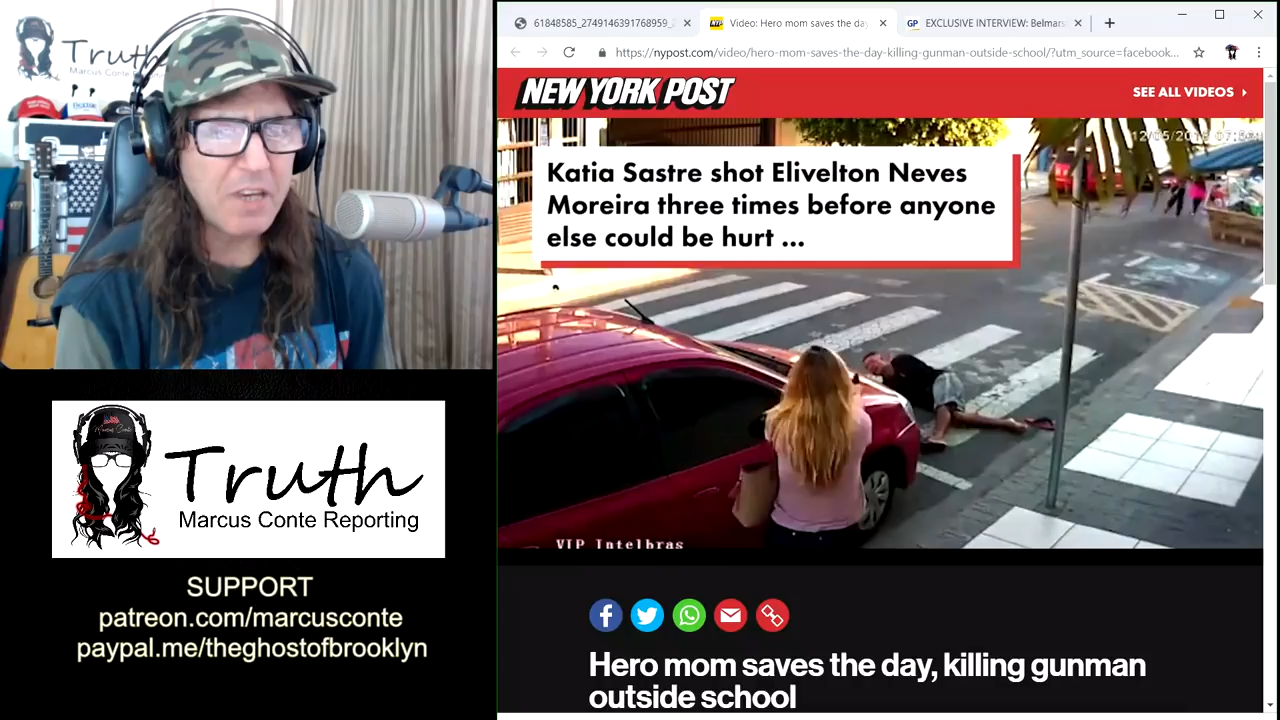 Truth
Marcus Conte Reporting
61848585_2749146391768959_2
Video: Hero mom saves the day
EXCLUSIVE INTERVIEW: Belmars
https://nypost.com/video/hero-mom-saves-the-day-killing-gunman-outside-school/?utm_source=facebook...
NEW YORK POST
SEE ALL VIDEOS
Katia Sastre shot Elivelton Neves
Moreira three times before anyone
else could be hurt ...
VIP Intelbras
Truth
Marcus Conte Reporting
SUPPORT
patreon.com/marcusconte
paypal.me/theghostofbrooklyn
Hero mom saves the day, killing gunman
outside school